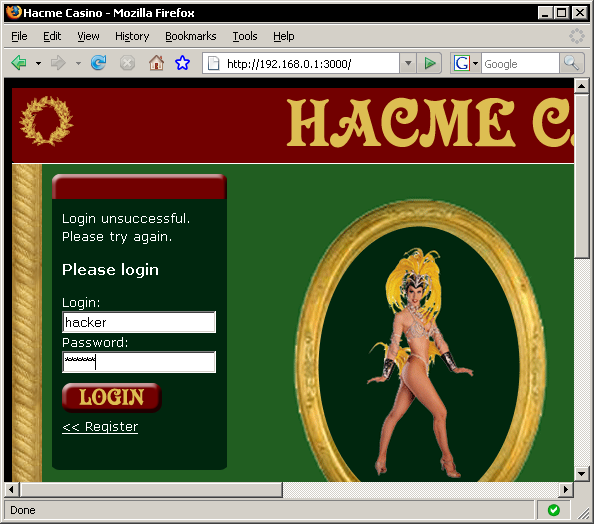 Hacme Casino - Mozilla Firefox
File Edit View History Bookmarks Tools Help
http://192.168.0.1:3000/
G Google
HACME C
Login unsuccessful.
Please try again.
Please login
Login:
hacker
Password:
******
LOGIN
<< Register
Done